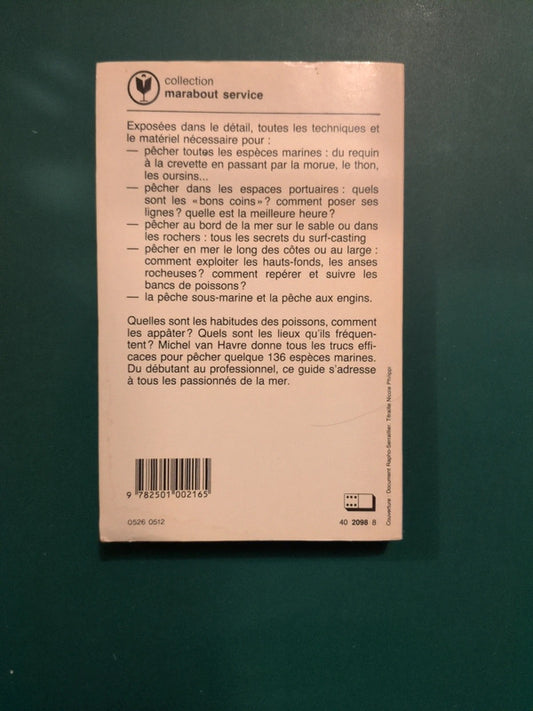 collection
marabout service
Exposées dans le détail, toutes les techniques et
le matériel nécessaire pour :
— pêcher toutes les espèces marines : du requin
à la crevette en passant par la morue, le thon,
les oursins...
— pêcher dans les espaces portuaires : quels
sont les «bons coins»? comment poser ses
lignes? quelle est la meilleure heure?
— pêcher au bord de la mer sur le sable ou dans
les rochers : tous les secrets du surf-casting
— pêcher en mer le long des côtes ou au large :
comment exploiter les hauts-fonds, les anses
rocheuses? comment repérer et suivre les
bancs de poissons?
— la pêche sous-marine et la pêche aux engins.
Quelles sont les habitudes des poissons, comment
les appâter? Quels sont les lieux qu'ils fréquen-
tent? Michel van Havre donne tous les trucs effi-
caces pour pêcher quelque 136 espèces marines.
Du débutant au professionnel, ce guide s'adresse
à tous les passionnés de la mer.
9 782501 002165
0526 0512
40 2098 8
Couverture : Document Rapho-Serraillier. Titraille Nicole Philippi